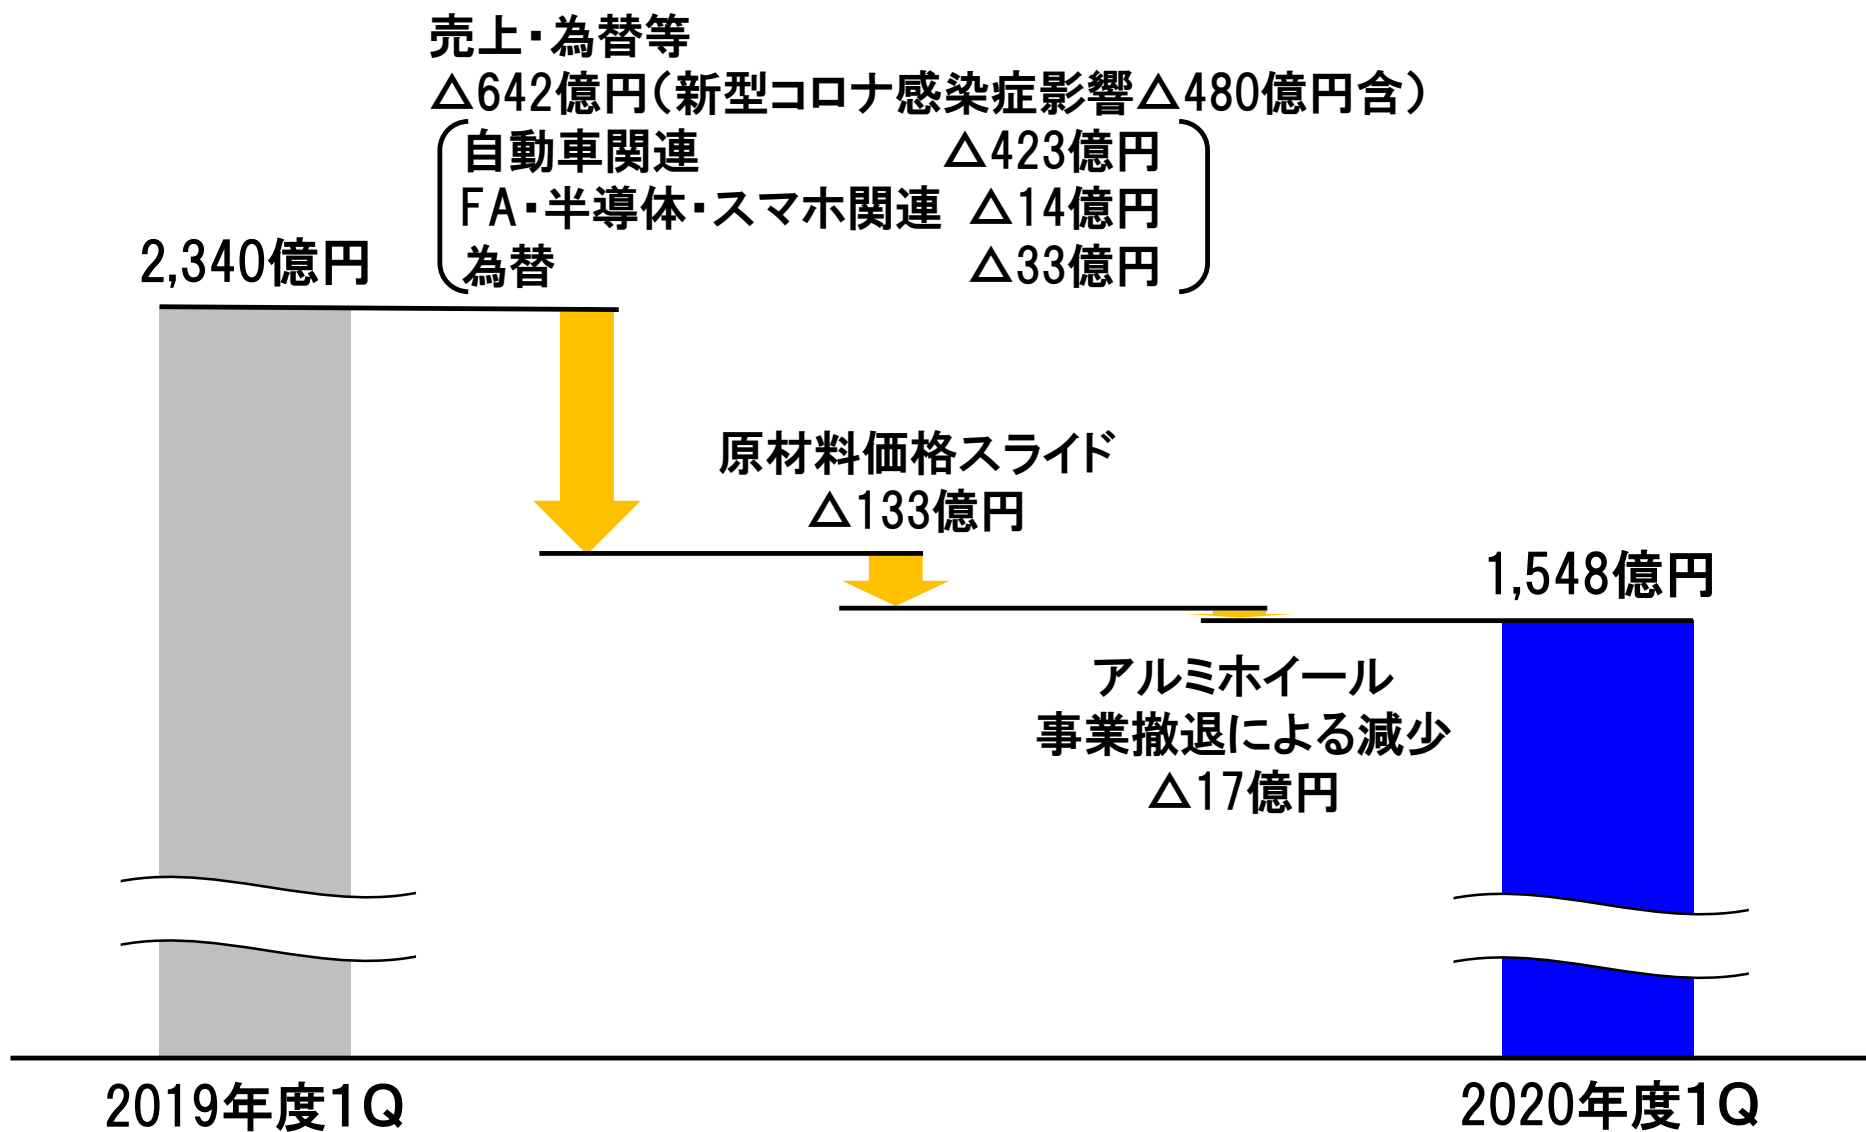 売上・為替等
△642億円（新型コロナ感染症影響△480億円含）
自動車関連 △423億円
FA・半導体・スマホ関連 △14億円
為替 △33億円
2,340億円
原材料価格スライド
△133億円
1,548億円
アルミホイール
事業撤退による減少
△17億円
2019年度1Q
2020年度1Q